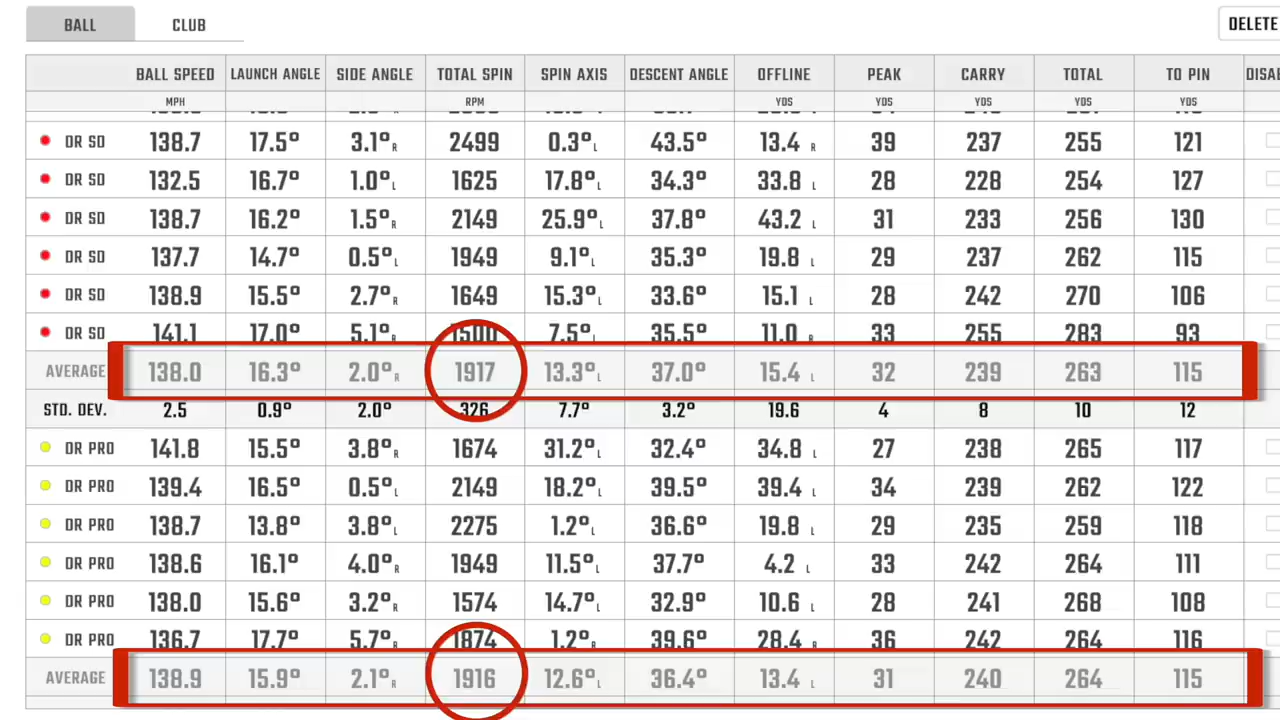 BALL CLUB DELETE
BALL SPEED LAUNCH ANGLE SIDE ANGLE TOTAL SPIN SPIN AXIS DESCENT ANGLE OFFLINE PEAK CARRY TOTAL TO PIN
MPH RPM YDS YDS YDS YDS YDS
DR SD 138.7 17.5° 3.1° R 2499 0.3° L 43.5° 13.4 R 39 237 255 121
DR SD 132.5 16.7° 1.0° L 1625 17.8° L 34.3° 33.8 L 28 228 254 127
DR SD 138.7 16.2° 1.5° R 2149 25.9° L 37.8° 43.2 L 31 233 256 130
DR SD 137.7 14.7° 0.5° L 1949 9.1° L 35.3° 19.8 L 29 237 262 115
DR SD 138.9 15.5° 2.7° R 1649 15.3° L 33.6° 15.1 L 28 242 270 106
DR SD 141.1 17.0° 5.1° R 1500 7.5° L 35.5° 11.0 R 33 255 283 93
AVERAGE 138.0 16.3° 2.0° R 1917 13.3° L 37.0° 15.4 L 32 239 263 115
STD. DEV. 2.5 0.9° 2.0° 326 7.7° 3.2° 19.6 4 8 10 12
DR PRO 141.8 15.5° 3.8° R 1674 31.2° L 32.4° 34.8 L 27 238 265 117
DR PRO 139.4 16.5° 0.5° L 2149 18.2° L 39.5° 39.4 L 34 239 262 122
DR PRO 138.7 13.8° 3.8° L 2275 1.2° L 36.6° 19.8 L 29 235 259 118
DR PRO 138.6 16.1° 4.0° R 1949 11.5° L 37.7° 4.2 L 33 242 264 111
DR PRO 138.0 15.6° 3.2° R 1574 14.7° L 32.9° 10.6 L 28 241 268 108
DR PRO 136.7 17.7° 5.7° R 1874 1.2° R 39.6° 28.4 R 36 242 264 116
AVERAGE 138.9 15.9° 2.1° R 1916 12.6° L 36.4° 13.4 L 31 240 264 115